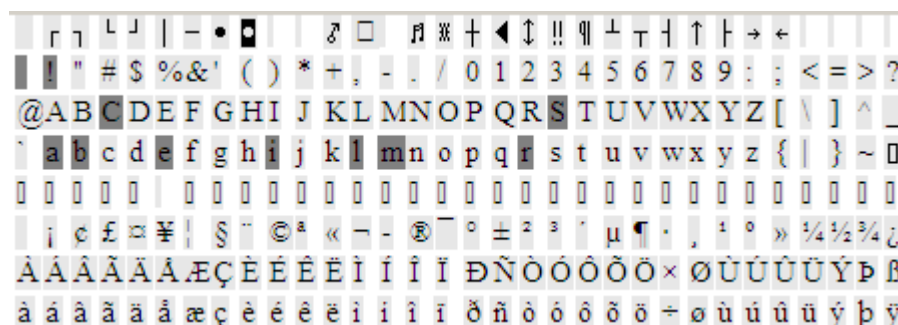 ┌ ┐ └ ┘ │ ─ • ◘ ♂ □ ♬ ¤ ┼ ◄ ↕ ‼ ¶ ┴ ┬ ┤ ↑ ├ → ←
! " # $ % & ' ( ) * + , - . / 0 1 2 3 4 5 6 7 8 9 : ; < = > ?
@ A B C D E F G H I J K L M N O P Q R S T U V W X Y Z [ \ ] ^ _
` a b c d e f g h i j k l m n o p q r s t u v w x y z { | } ~ ▯
¡ ¢ £ ¤ ¥ ¦ § ¨ © ª « ¬ - ® ¯ ° ± ² ³ ´ µ ¶ · ¸ ¹ º » ¼ ½ ¾ ¿
À Á Â Ã Ä Å Æ Ç È É Ê Ë Ì Í Î Ï Ð Ñ Ò Ó Ô Õ Ö × Ø Ù Ú Û Ü Ý Þ ß
à á â ã ä å æ ç è é ê ë ì í î ï ð ñ ò ó ô õ ö ÷ ø ù ú û ü ý þ ÿ